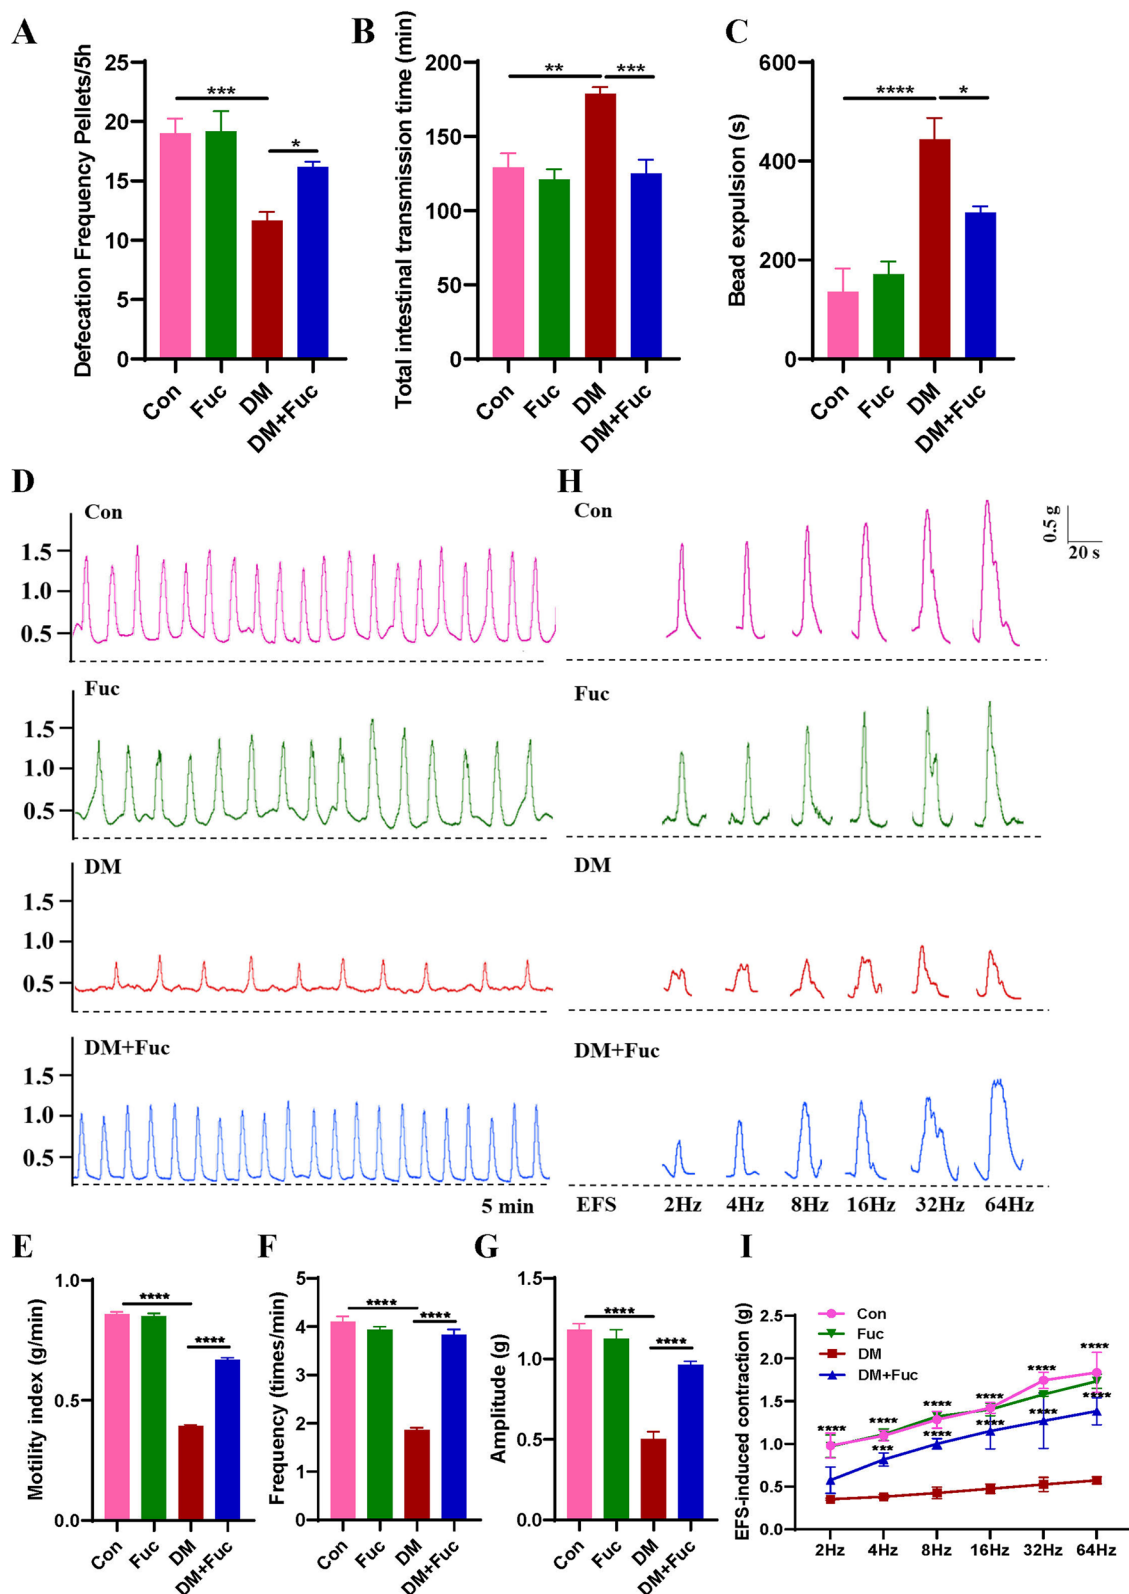 A
Defecation Frequency Pellets/5h
25
20
15
10
5
0
***
*
Con
Fuc
DM
DM+Fuc
B
Total intestinal transmission time (min)
200
150
100
50
0
**
***
Con
Fuc
DM
DM+Fuc
C
Bead expulsion (s)
600
400
200
0
****
*
Con
Fuc
DM
DM+Fuc
D
Con
1.5
1.0
0.5
Fuc
1.5
1.0
0.5
DM
1.5
1.0
0.5
DM+Fuc
1.5
1.0
0.5
5 min
H
Con
0.5 g
20 s
Fuc
DM
DM+Fuc
EFS 2Hz 4Hz 8Hz 16Hz 32Hz 64Hz
E
Motility index (g/min)
1.0
0.5
0.0
****
****
Con
Fuc
DM
DM+Fuc
F
Frequency (times/min)
5
4
3
2
1
0
****
****
Con
Fuc
DM
DM+Fuc
G
Amplitude (g)
1.5
1.0
0.5
0.0
****
****
Con
Fuc
DM
DM+Fuc
I
EFS-induced contraction (g)
2.5
2.0
1.5
1.0
0.5
0.0
Con
Fuc
DM
DM+Fuc
**** **** **** **** **** ****
*** **** **** **** ****
2Hz 4Hz 8Hz 16Hz 32Hz 64Hz